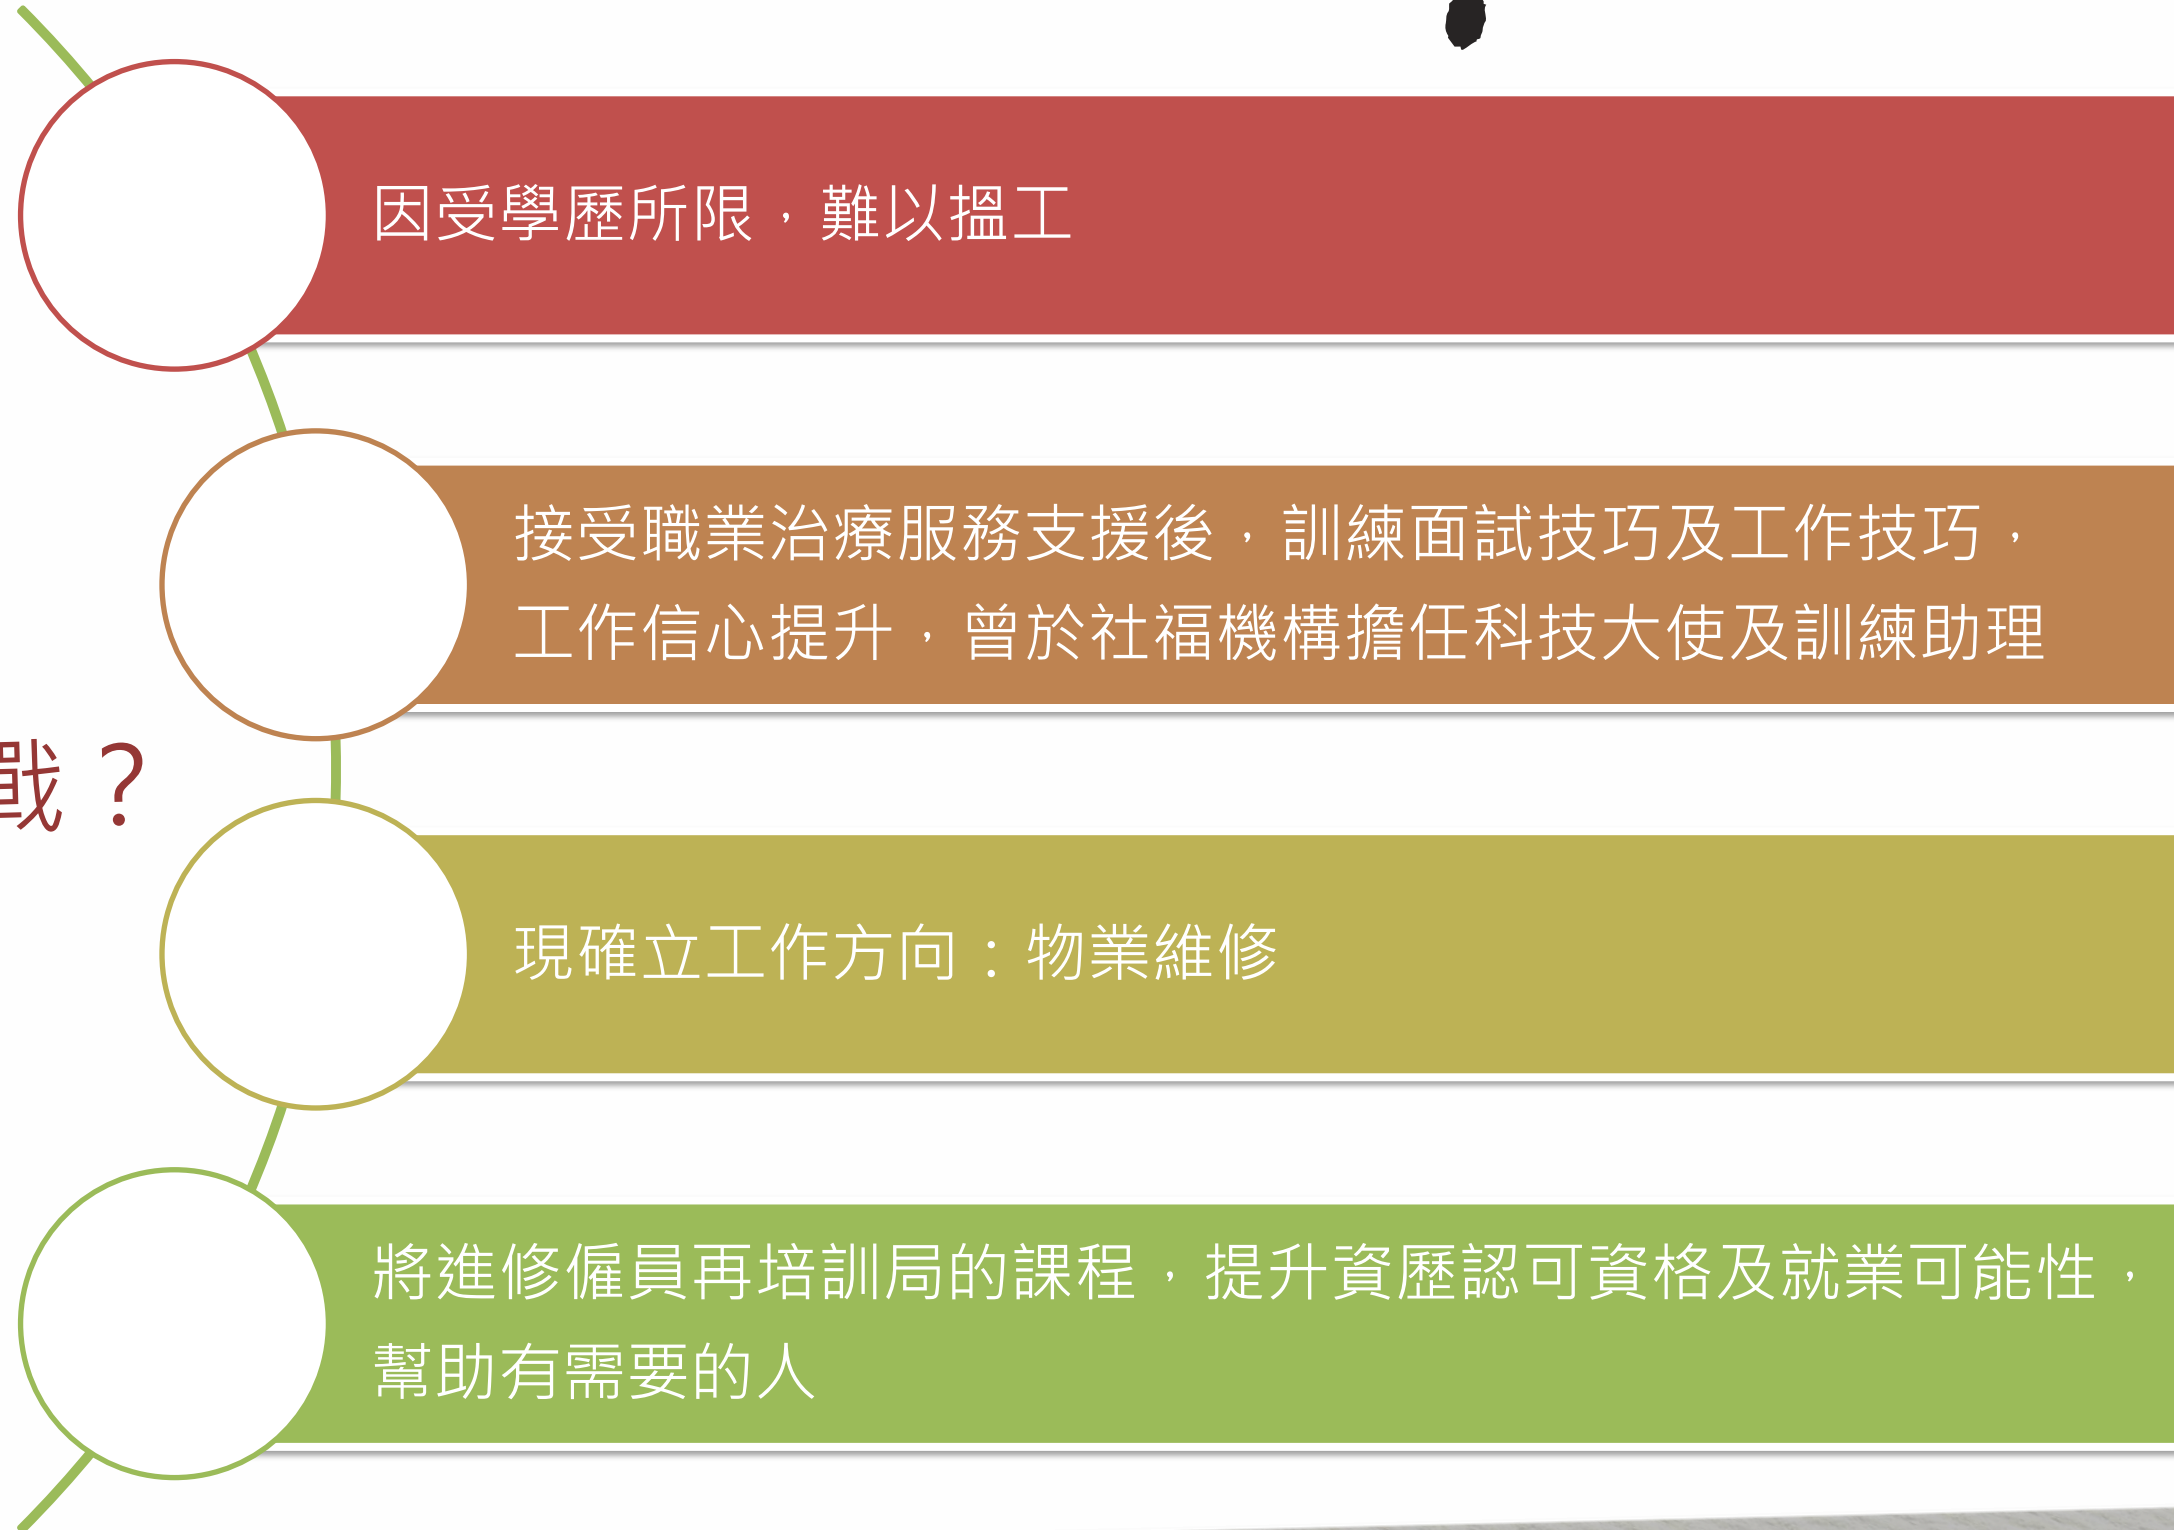 因受學歷所限，難以搵工
接受職業治療服務支援後，訓練面試技巧及工作技巧，
工作信心提升，曾於社福機構擔任科技大使及訓練助理
戰？
現確立工作方向：物業維修
將進修僱員再培訓局的課程，提升資歷認可資格及就業可能性，
幫助有需要的人